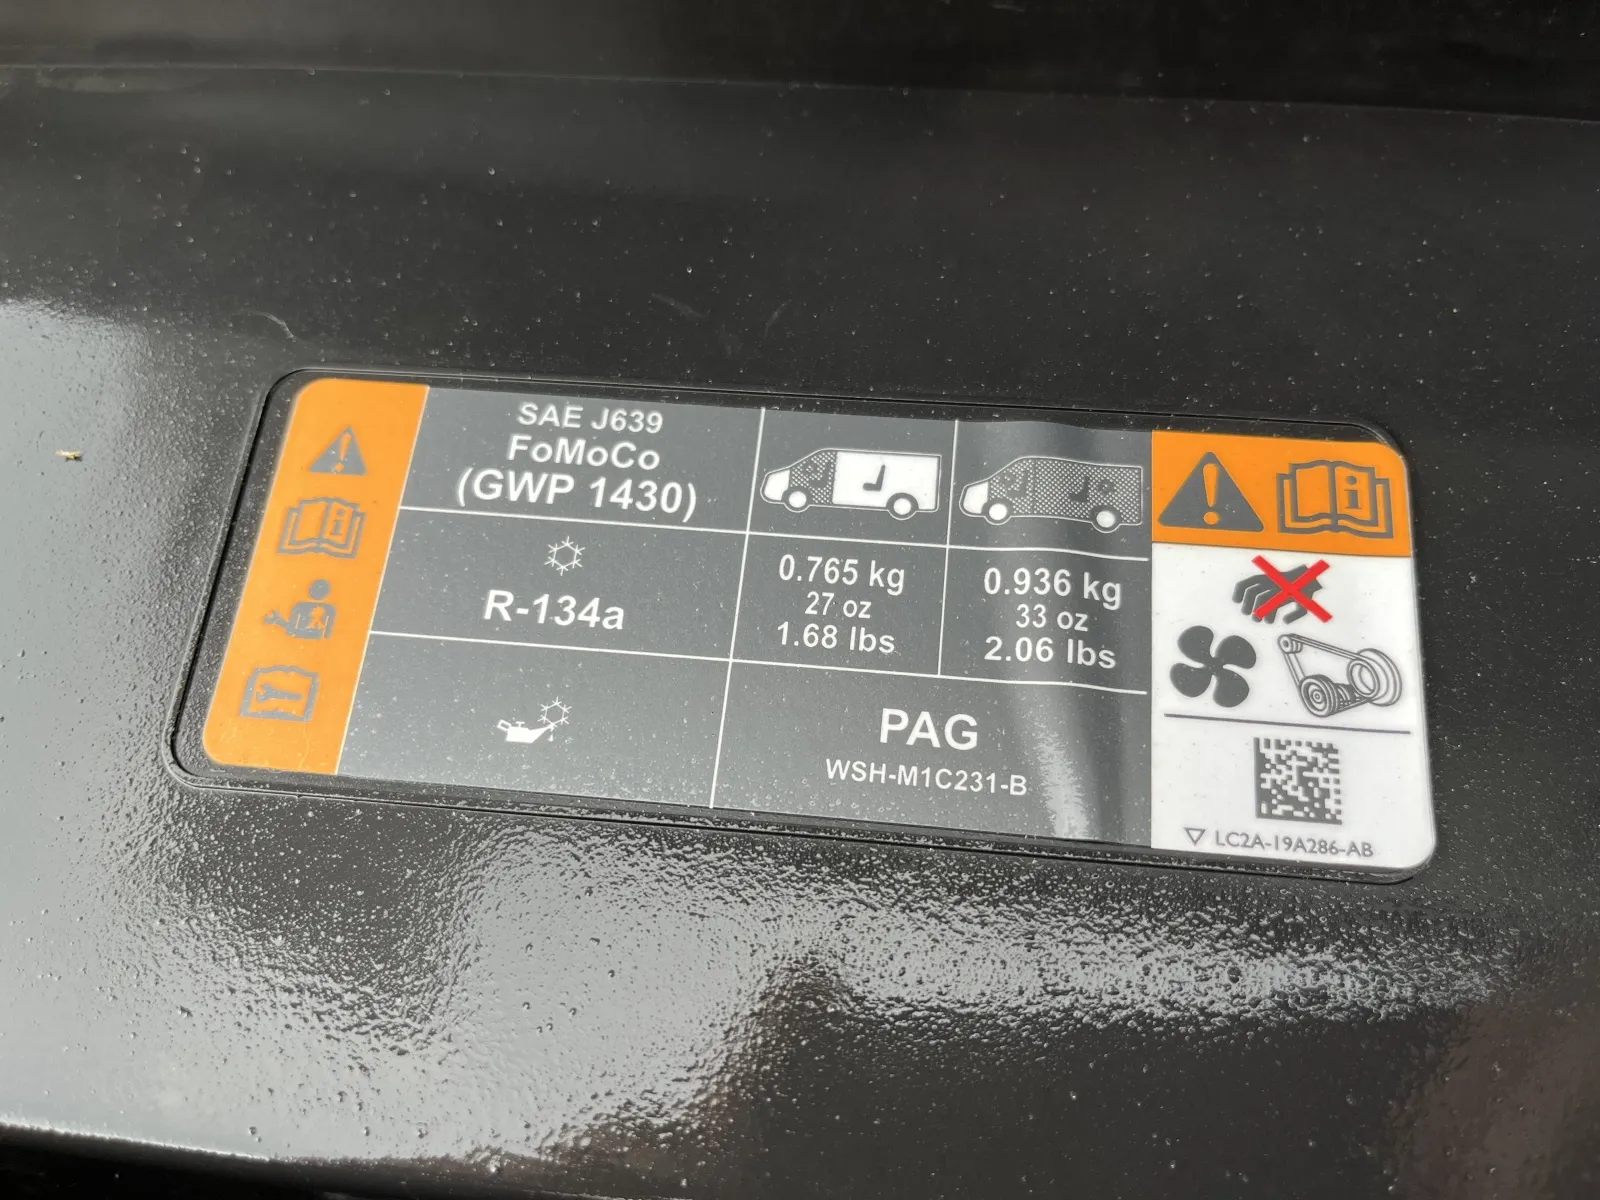 SAE J639
FoMoCo
(GWP 1430)
R-134a
0.765 kg
27 oz
1.68 lbs
0.936 kg
33 oz
2.06 lbs
PAG
WSH-M1C231-B
LC2A-19A286-AB